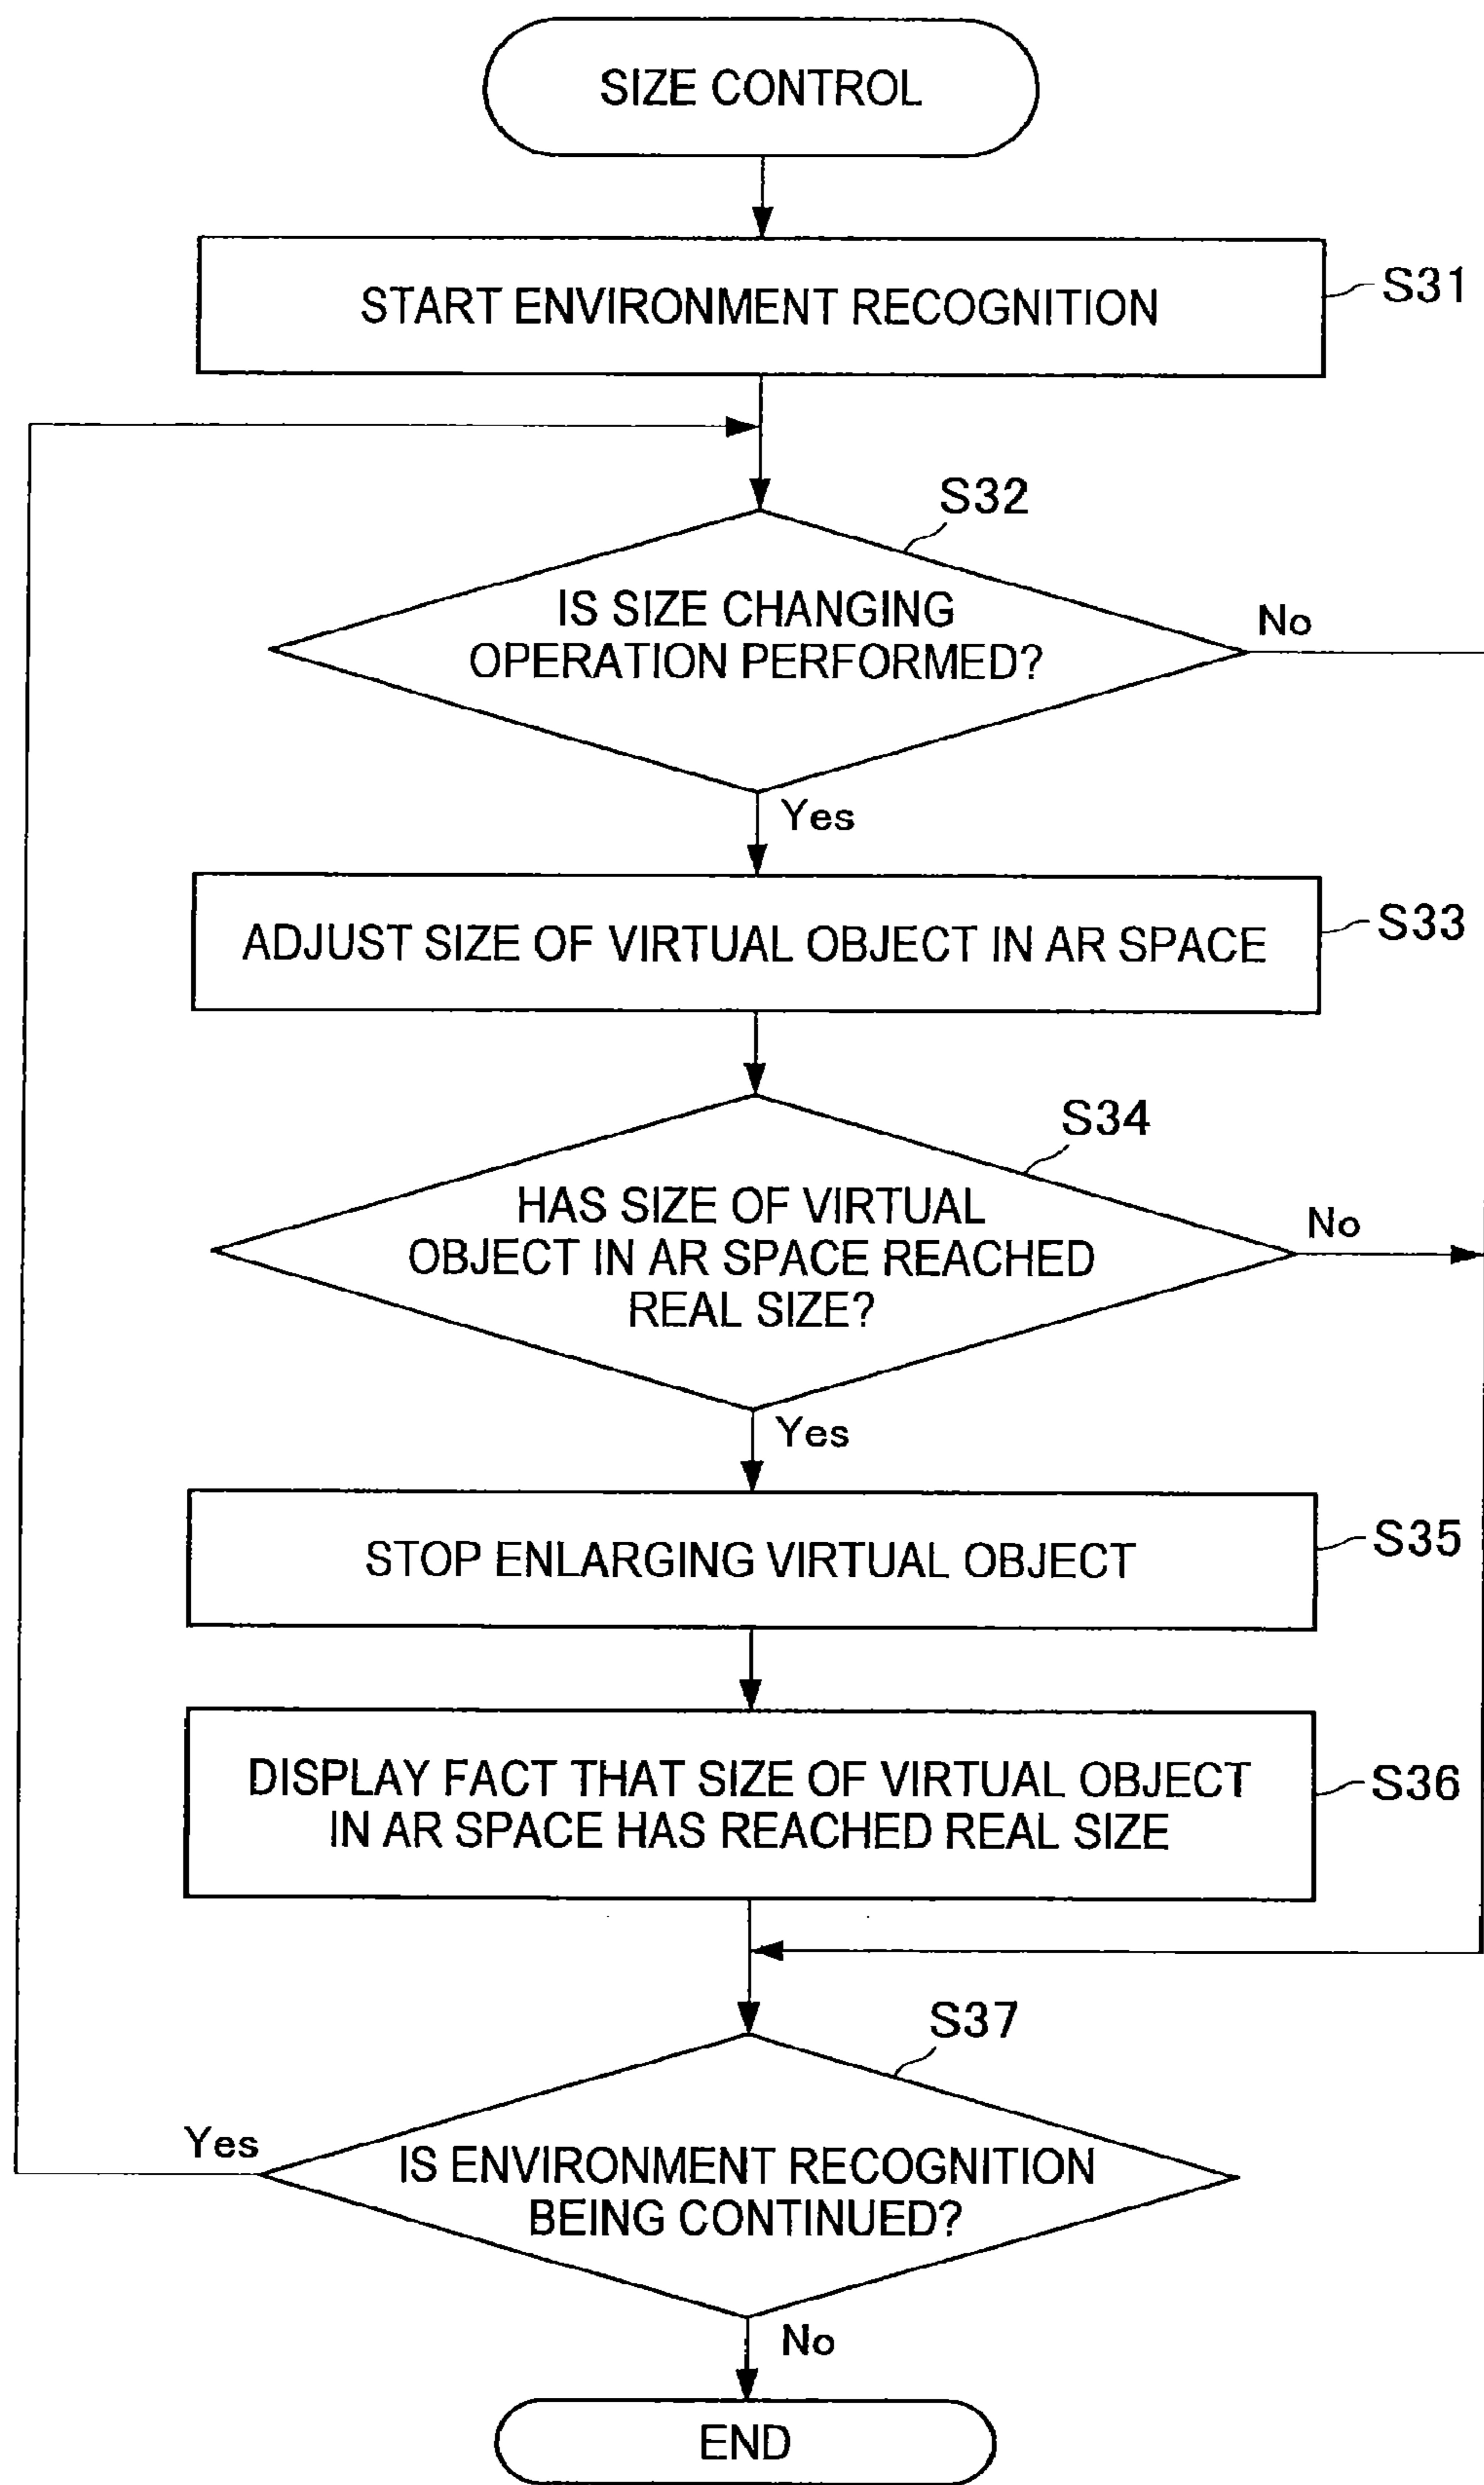 SIZE CONTROL
START ENVIRONMENT RECOGNITION
S31
S32
IS SIZE CHANGING
OPERATION PERFORMED?
No
Yes
ADJUST SIZE OF VIRTUAL OBJECT IN AR SPACE
S33
S34
HAS SIZE OF VIRTUAL
OBJECT IN AR SPACE REACHED
REAL SIZE?
No
Yes
STOP ENLARGING VIRTUAL OBJECT
S35
DISPLAY FACT THAT SIZE OF VIRTUAL OBJECT
IN AR SPACE HAS REACHED REAL SIZE
S36
S37
Yes
IS ENVIRONMENT RECOGNITION
BEING CONTINUED?
No
END